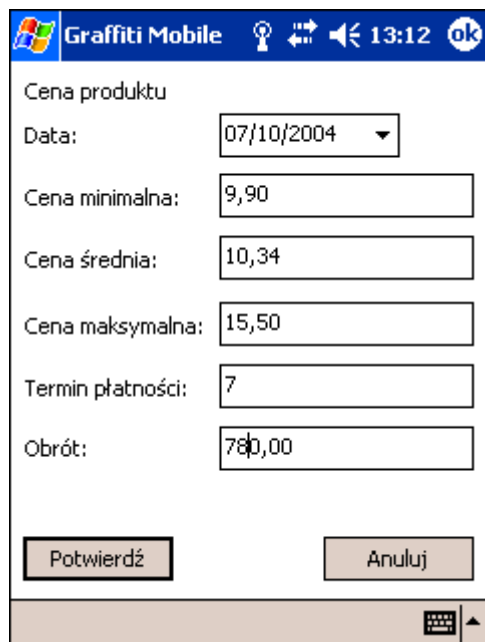 Graffiti Mobile 13:12 ok
Cena produktu
Data: 07/10/2004
Cena minimalna: 9,90
Cena średnia: 10,34
Cena maksymalna: 15,50
Termin płatności: 7
Obrót: 780,00
Potwierdź Anuluj